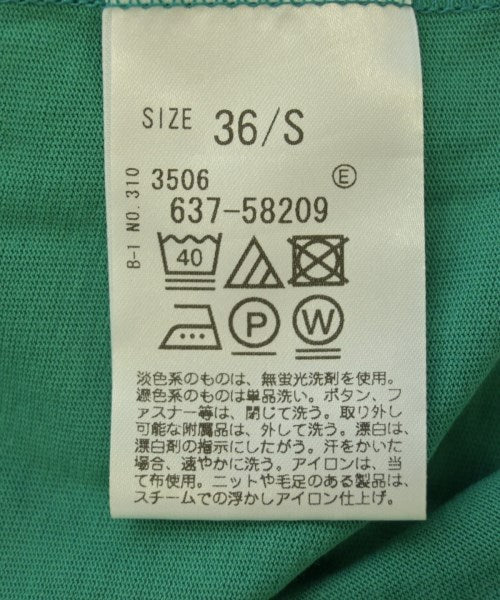 SIZE 36/S
B-1 NO.310
3506 E
637-58209
40
P W
淡色系のものは、無蛍光洗剤を使用。
濃色系のものは単品洗い。ボタン、フ
ァスナー等は、閉じて洗う。取り外し
可能な附属品は、外して洗う。漂白は、
漂白剤の指示にしたがう。汗をかいた
場合、速やかに洗う。アイロンは、当
て布使用。ニットや毛足のある製品は、
スチームでの浮かしアイロン仕上げ。